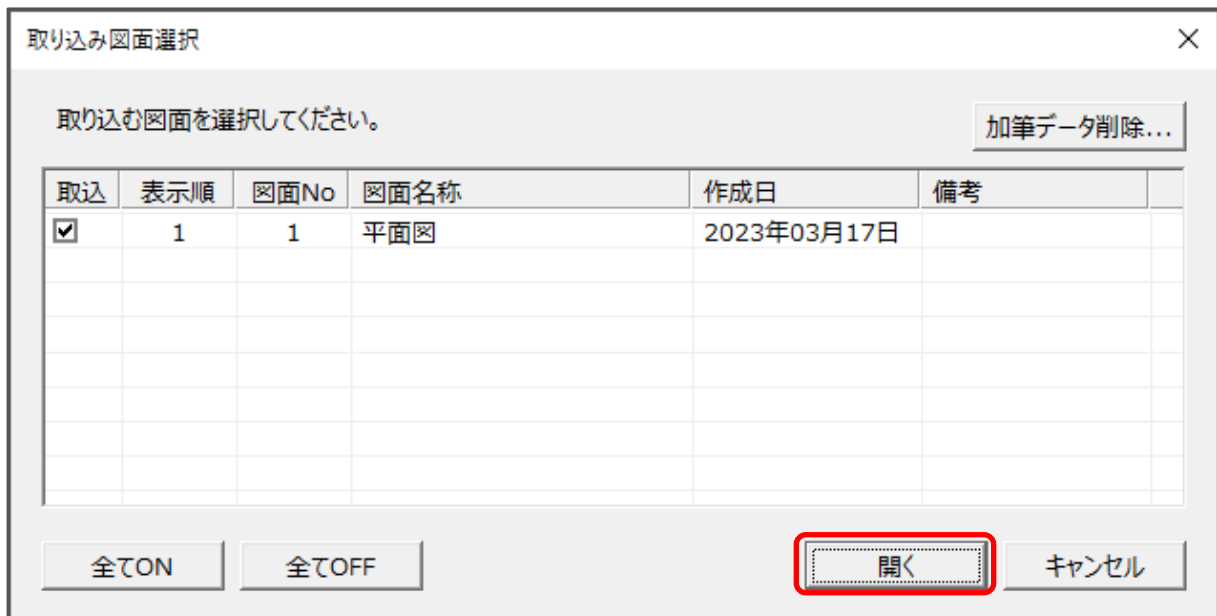 取り込み図面選択
取り込む図面を選択してください。
加筆データ削除...
取込 表示順 図面No 図面名称 作成日 備考
1 1 平面図 2023年03月17日
全てON 全てOFF 開く キャンセル